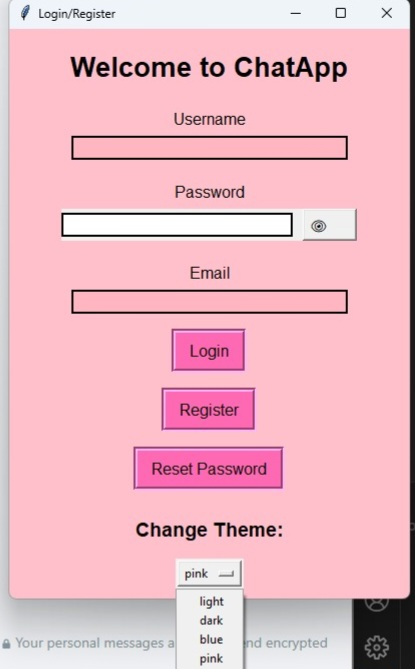 Login/Register
Welcome to ChatApp
Username
Password
Email
Login
Register
Reset Password
Change Theme:
pink
light
dark
blue
pink
Your personal messages a
end encrypted